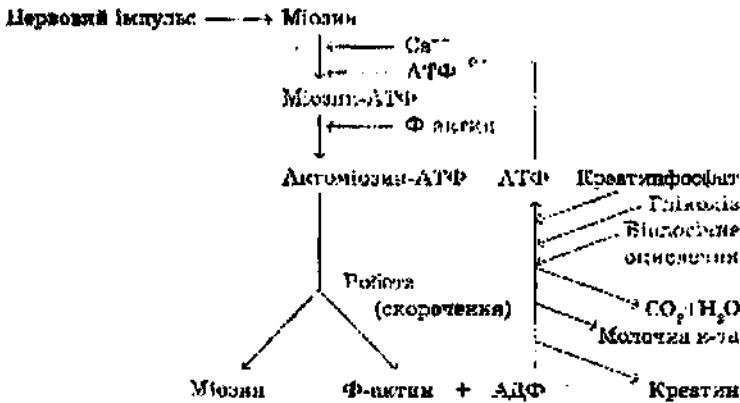 Нервовий імпульс Міозин
Ca⁺⁺
АТФ
Міозин-АТФ
Ф актин
Актоміозин-АТФ АТФ Креатинфосфат
Гліколіз
Біологічне
окислення
Робота
(скорочення)
CO₂+H₂O
Молочна к-та
Міозин Ф-актин + АДФ Креатин